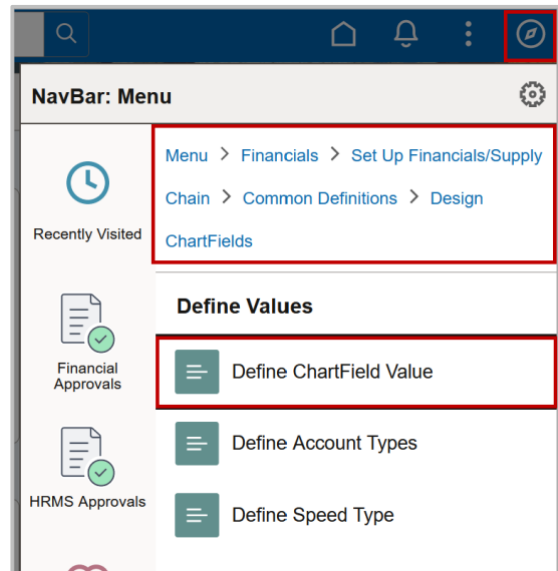 NavBar: Menu
Menu > Financials > Set Up Financials/Supply
Chain > Common Definitions > Design
ChartFields
Recently Visited
Define Values
Financial
Approvals
Define ChartField Value
Define Account Types
HRMS Approvals
Define Speed Type